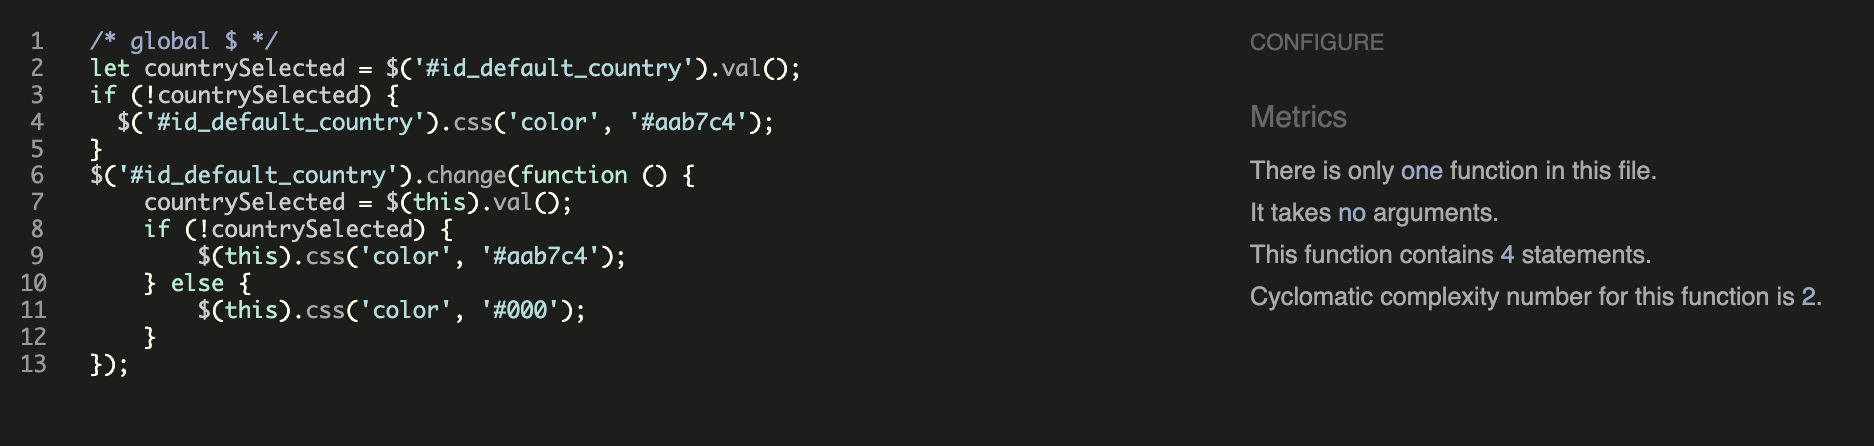 1 /* global $ */
2 let countrySelected = $('#id_default_country').val();
3 if (!countrySelected) {
4   $('#id_default_country').css('color', '#aab7c4');
5 }
6 $('#id_default_country').change(function () {
7     countrySelected = $(this).val();
8     if (!countrySelected) {
9         $(this).css('color', '#aab7c4');
10     } else {
11         $(this).css('color', '#000');
12     }
13 });
CONFIGURE
Metrics
There is only one function in this file.
It takes no arguments.
This function contains 4 statements.
Cyclomatic complexity number for this function is 2.